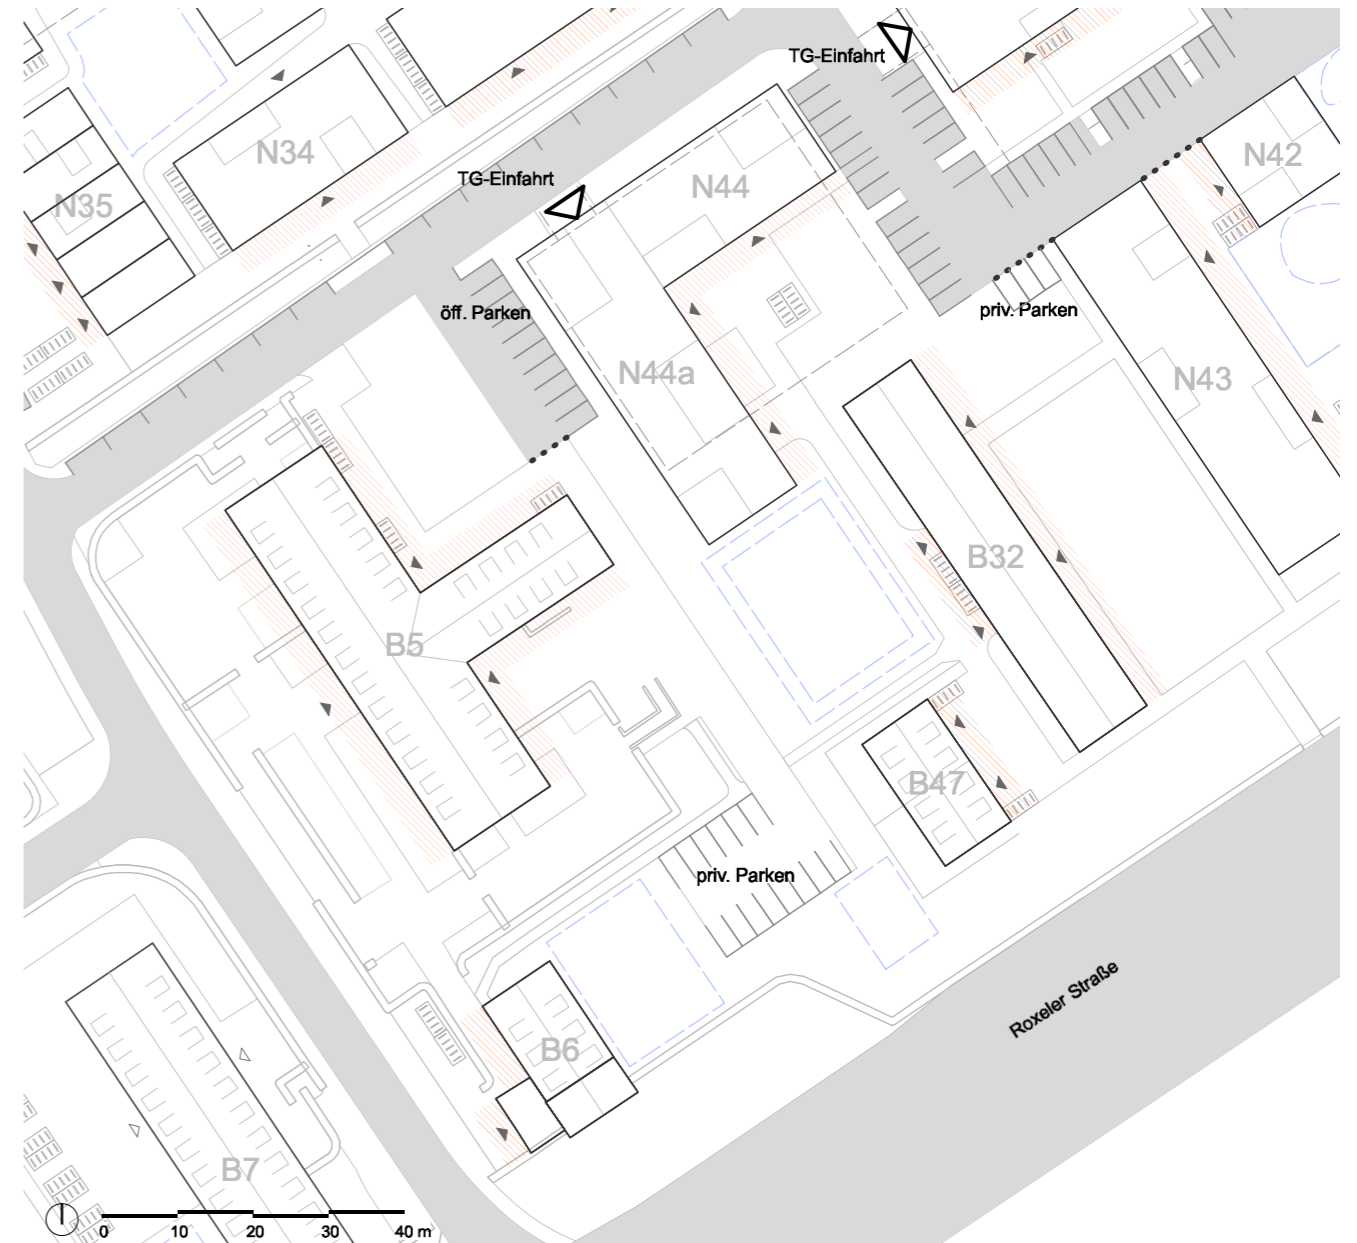 TG-Einfahrt
N34
N42
TG-Einfahrt
N44
N35
öff. Parken
priv. Parken
N44a
N43
B32
B5
B47
priv. Parken
Roxeler Straße
B6
B7
0 10 20 30 40 m